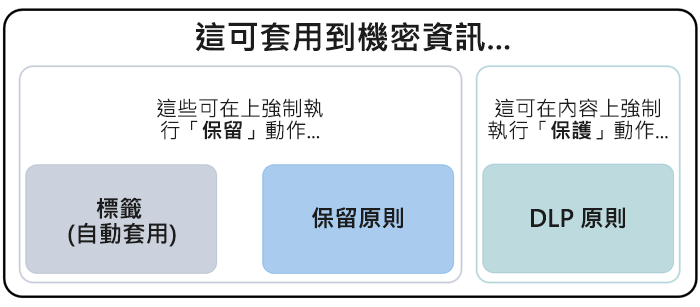 這可套用到機密資訊...
這些可在上強制執
行「保留」動作...
這可在內容上強制
執行「保護」動作...
標籤
(自動套用)
保留原則
DLP 原則